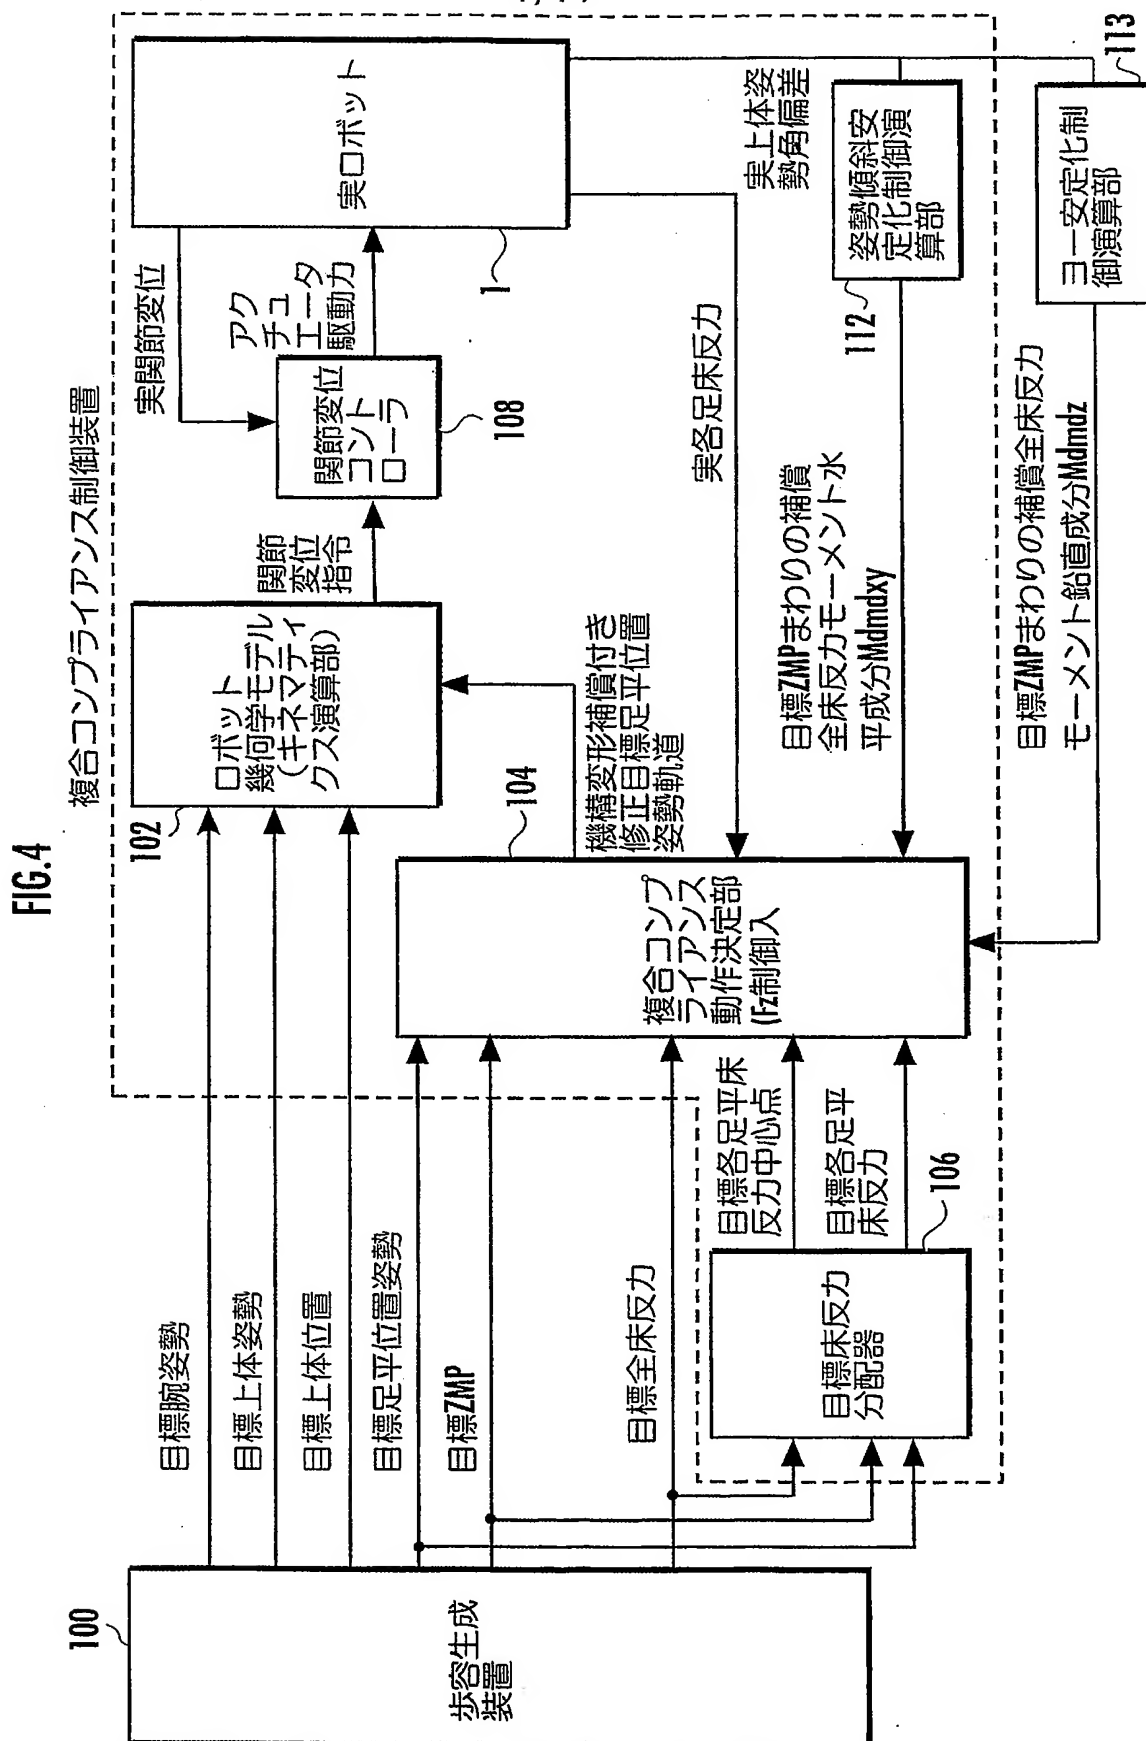 FIG.4
複合コンプライアンス制御装置
100
歩容生成
装置
目標腕姿勢
目標上体姿勢
目標上体位置
目標足平位置姿勢
目標ZMP
目標全床反力
102
ロボット
幾何学モデル
(キネマティ
クス演算部)
関節
変位
指令
関節変位
コント
ローラ
108
実関節変位
アク
チュ
エータ
駆動力
実ロボット
1
104
機構変形補償付き
修正目標足平位置
姿勢軌道
複合コンプ
ライアンス
動作決定部
(Fz制御入
実各足床反力
目標各足平床
反力中心点
目標各足平
床反力
106
目標床反力
分配器
実上体姿
勢角偏差
姿勢傾斜安
定化制御演
算部
112
目標ZMPまわりの補償
全床反力モーメント水
平成分Mdmdxy
113
ヨー安定化制
御演算部
目標ZMPまわりの補償全床反力
モーメント鉛直成分Mdmdz